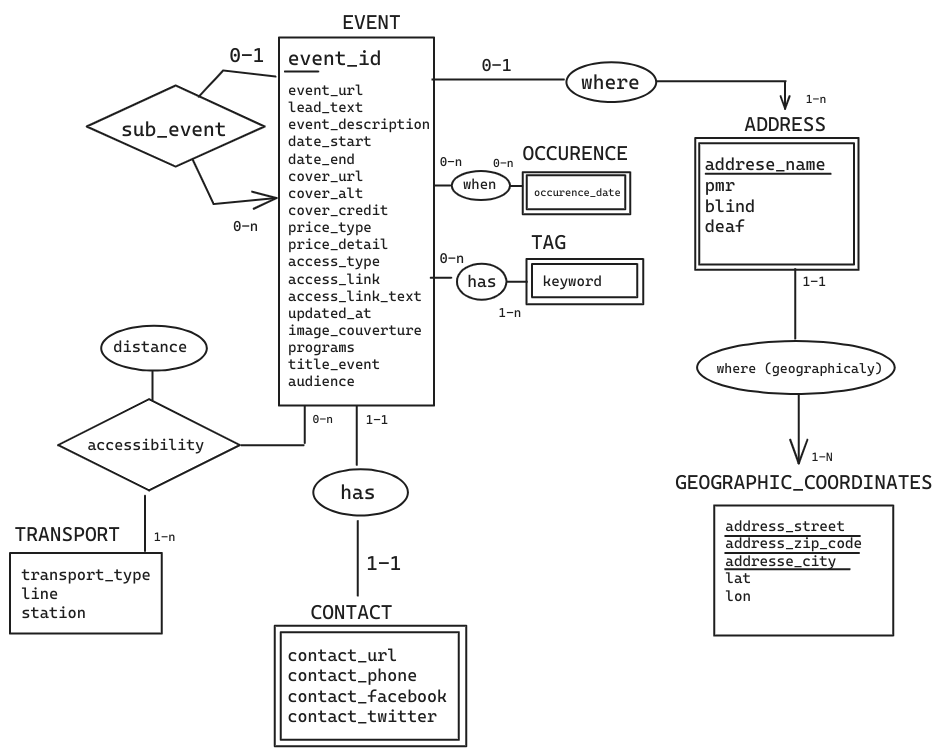 EVENT
0-1
event_id
event_url
lead_text
event_description
date_start
date_end
cover_url
cover_alt
cover_credit
price_type
price_detail
access_type
access_link
access_link_text
updated_at
image_couverture
programs
title_event
audience
sub_event
0-n
0-1
where
1-n
ADDRESS
addrese_name
pmr
blind
deaf
0-n
when
0-n
OCCURENCE
occurence_date
0-n
has
1-n
TAG
keyword
1-1
where (geographicaly)
1-N
GEOGRAPHIC_COORDINATES
address_street
address_zip_code
addresse_city
lat
lon
distance
accessibility
0-n
1-n
TRANSPORT
transport_type
line
station
1-1
has
1-1
CONTACT
contact_url
contact_phone
contact_facebook
contact_twitter